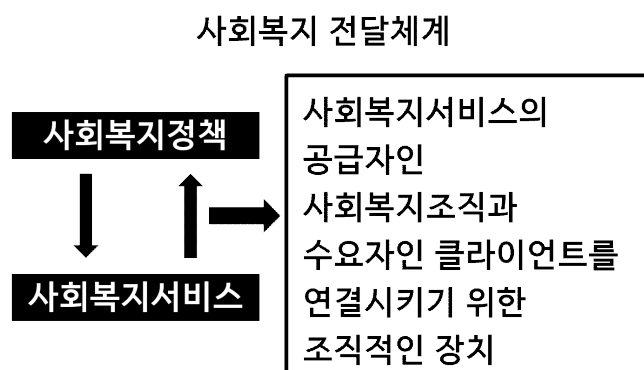 사회복지 전달체계
사회복지정책
사회복지서비스
사회복지서비스의
공급자인
사회복지조직과
수요자인 클라이언트를
연결시키기 위한
조직적인 장치